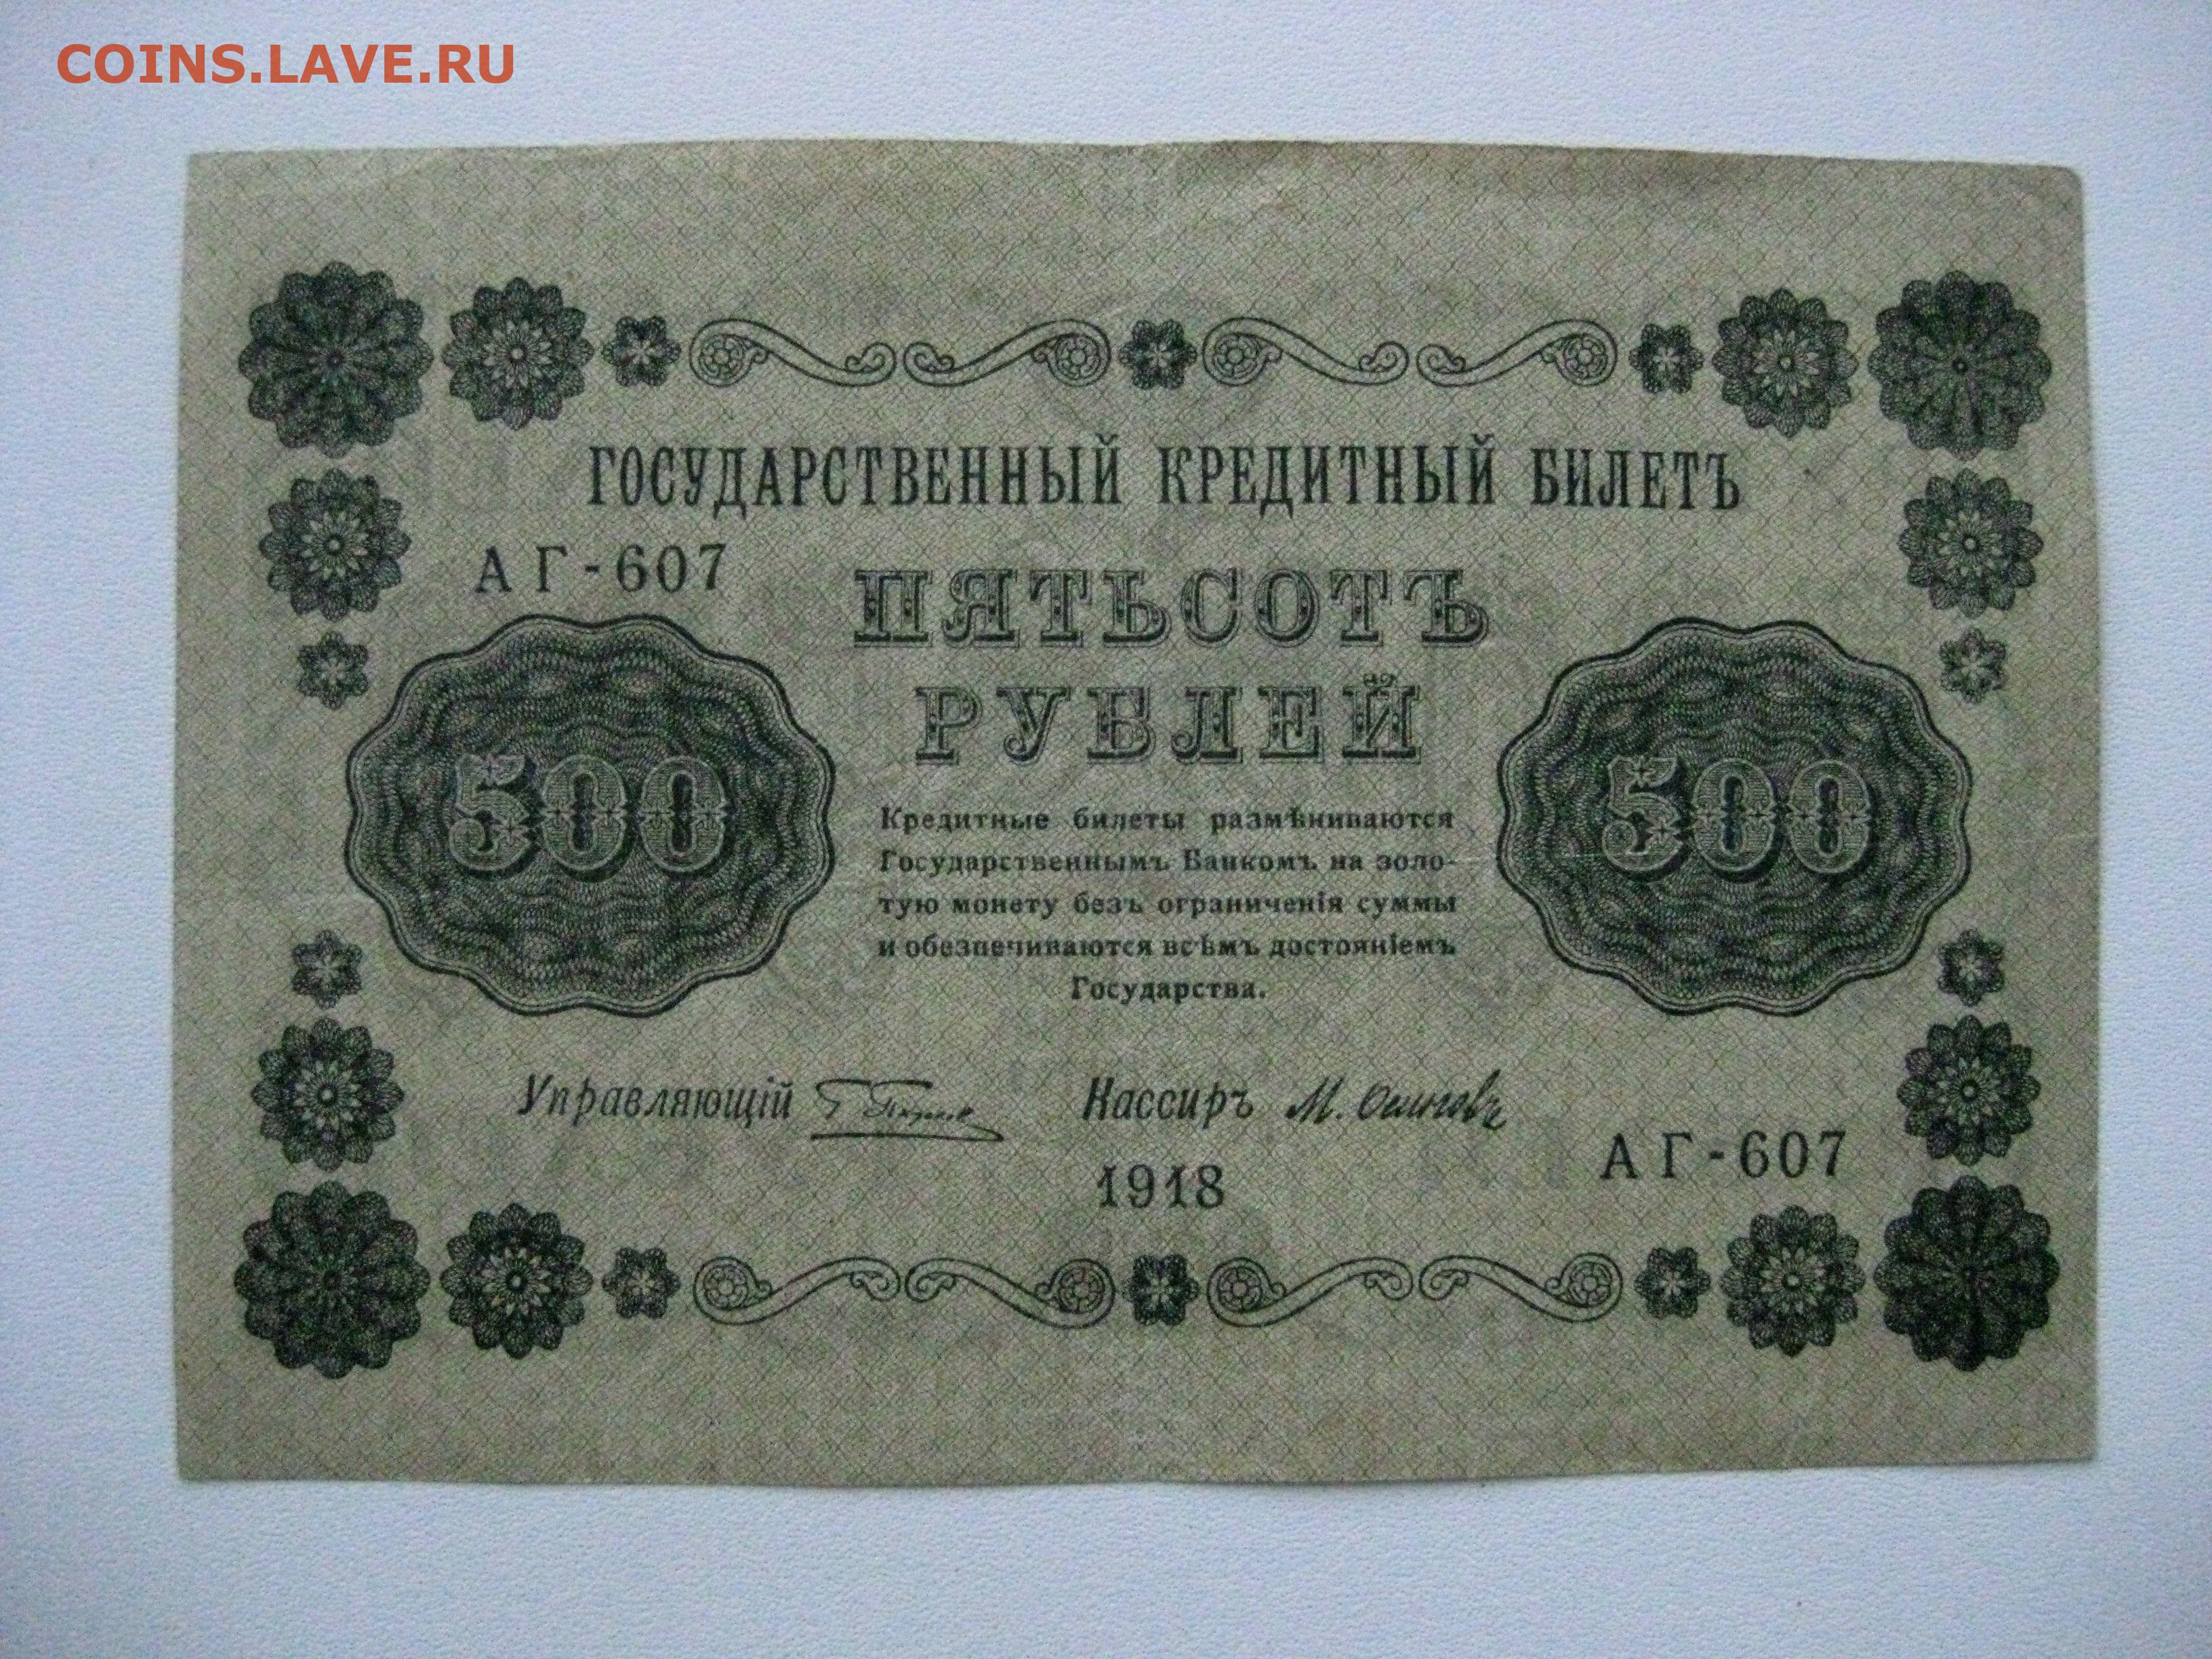 COINS.LAVE.RU
ГОСУДАРСТВЕННЫЙ КРЕДИТНЫЙ БИЛЕТЪ
АГ-607
ПЯТЬСОТЪ
РУБЛЕЙ
500
500
Кредитные билеты размѣниваются
Государственнымъ Банкомъ на золо-
тую монету безъ ограниченія суммы
и обезпечиваются всѣмъ достояніемъ
Государства.
Управляющій
Кассиръ М. Осиповъ
АГ-607
1918